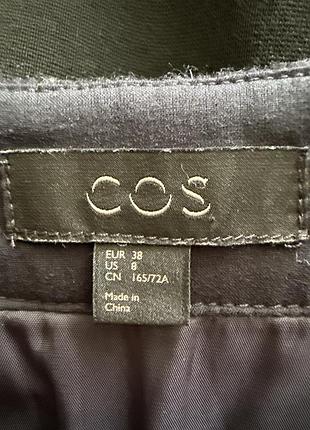 COS
EUR 38
US 8
CN 165/72A
Made in
China